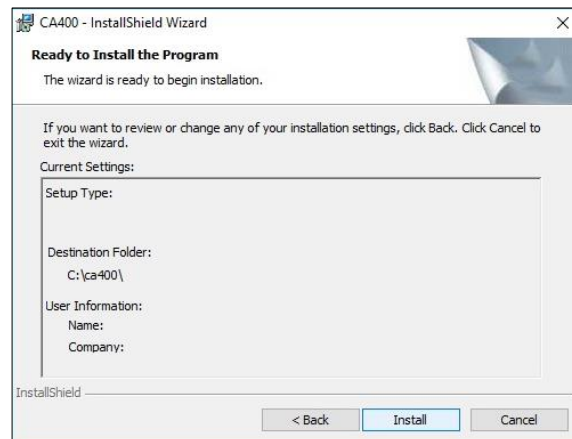 CA400 - InstallShield Wizard
Ready to Install the Program
The wizard is ready to begin installation.
If you want to review or change any of your installation settings, click Back. Click Cancel to
exit the wizard.
Current Settings:
Setup Type:
Destination Folder:
C:\ca400\
User Information:
Name:
Company:
InstallShield
< Back Install Cancel